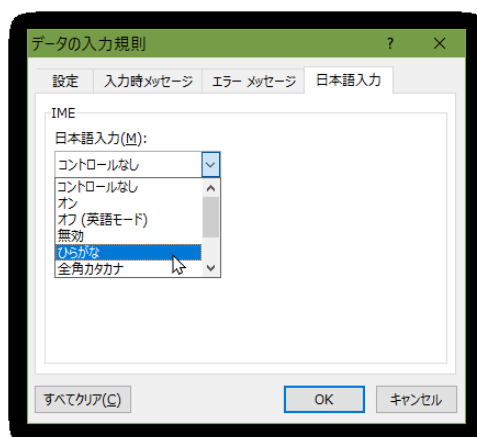 データの入力規則 ? ×
設定 入力時メッセージ エラー メッセージ 日本語入力
IME
日本語入力(M):
コントロールなし
コントロールなし
オン
オフ (英語モード)
無効
ひらがな
全角カタカナ
すべてクリア(C) OK キャンセル